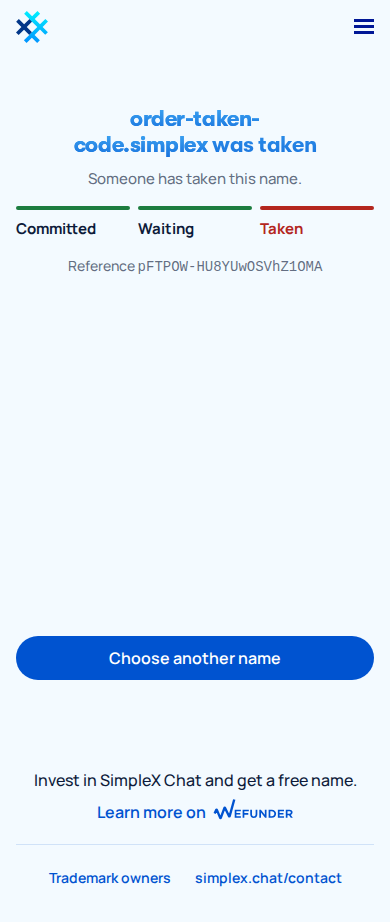 order-taken-
code.simplex was taken
Someone has taken this name.
Committed Waiting Taken
Reference pFTPOW-HU8YUwOSVhZ1OMA
Choose another name
Invest in SimpleX Chat and get a free name.
Learn more on WEFUNDER
Trademark owners simplex.chat/contact